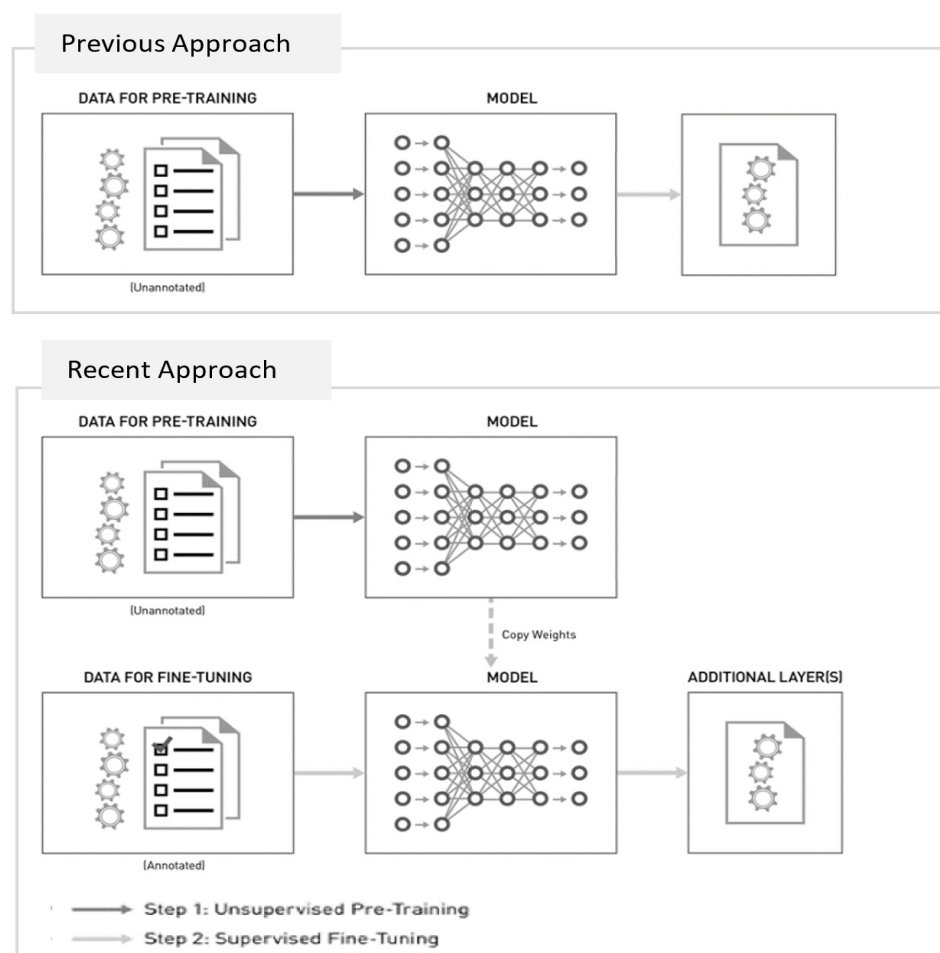 Previous Approach
DATA FOR PRE-TRAINING
MODEL
(Unannotated)
Recent Approach
DATA FOR PRE-TRAINING
MODEL
(Unannotated)
Copy Weights
DATA FOR FINE-TUNING
MODEL
ADDITIONAL LAYER(S)
(Annotated)
Step 1: Unsupervised Pre-Training
Step 2: Supervised Fine-Tuning